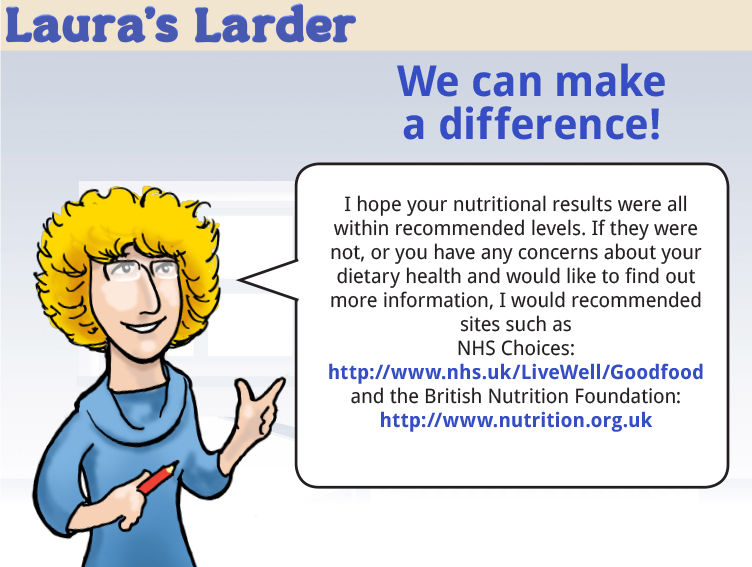 Laura's Larder
We can make
a difference!
I hope your nutritional results were all
within recommended levels. If they were
not, or you have any concerns about your
dietary health and would like to find out
more information, I would recommended
sites such as
NHS Choices:
http://www.nhs.uk/LiveWell/Goodfood
and the British Nutrition Foundation:
http://www.nutrition.org.uk